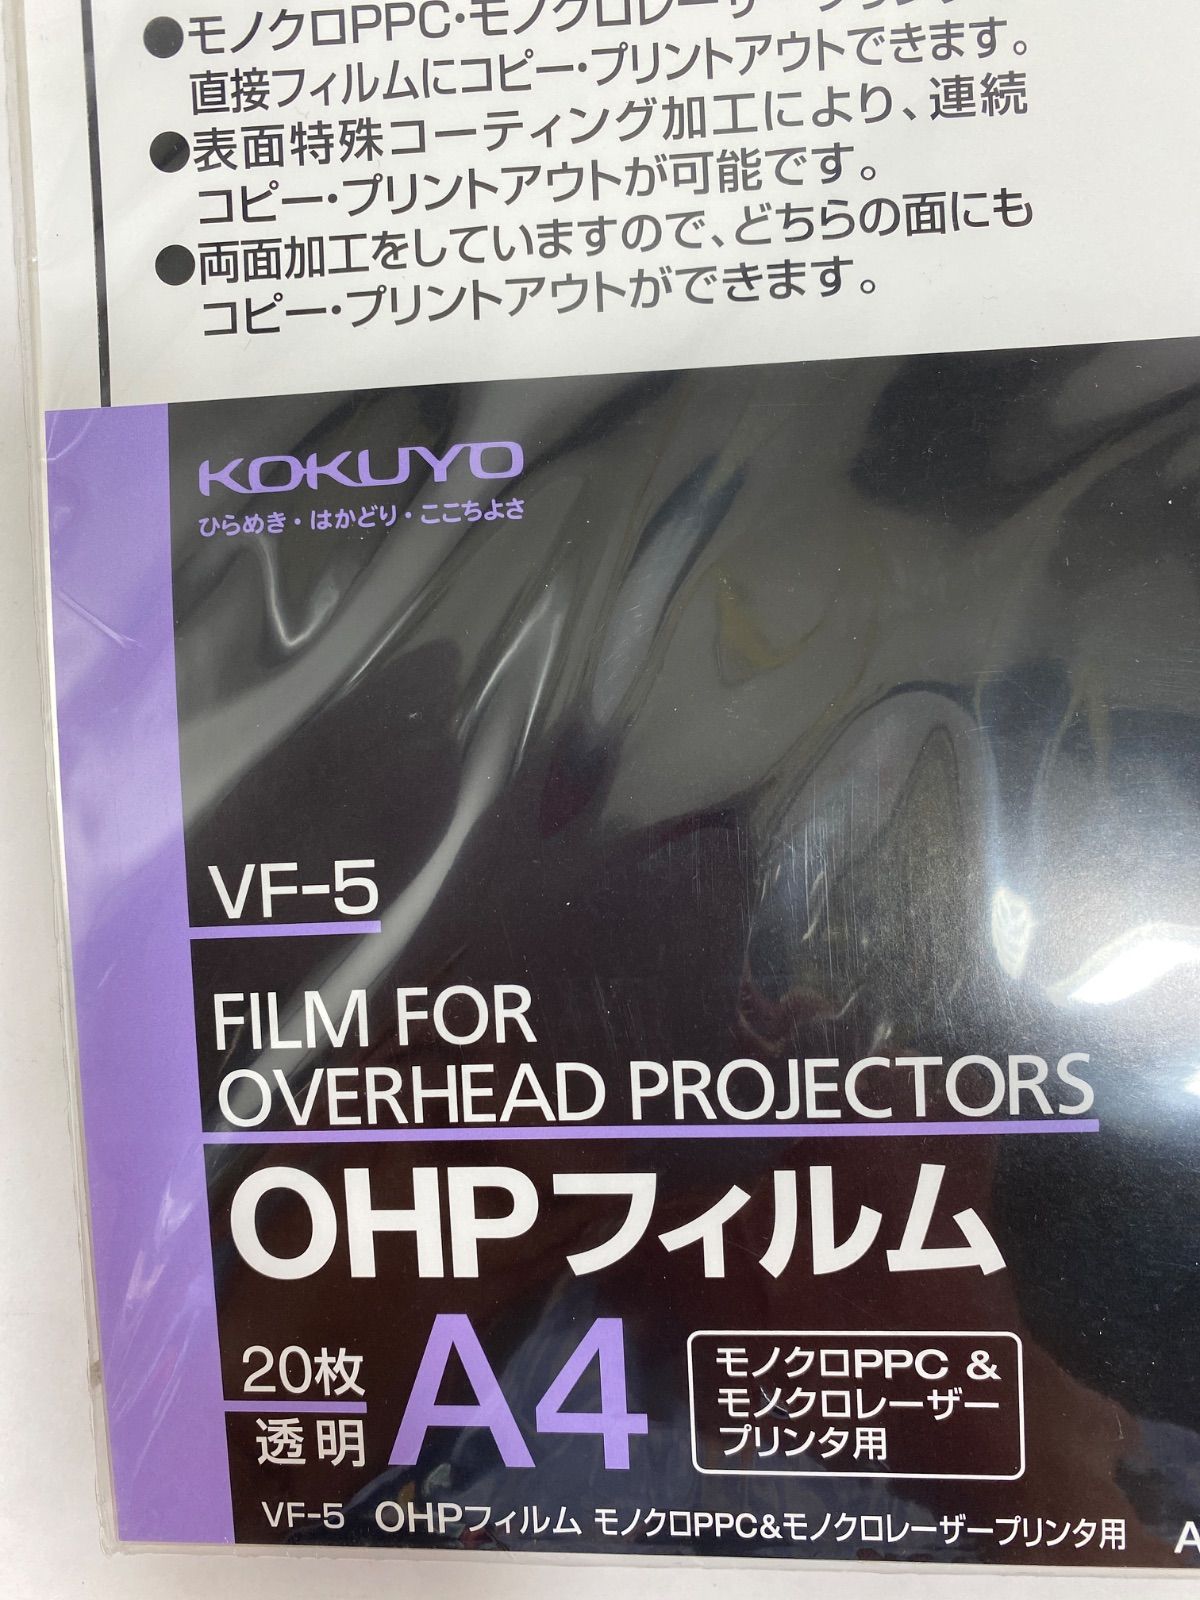 ●モノクロPPC・モノクロレーザープリンタで
直接フィルムにコピー・プリントアウトできます。
●表面特殊コーティング加工により、連続
コピー・プリントアウトが可能です。
●両面加工をしていますので、どちらの面にも
コピー・プリントアウトができます。
KOKUYO
ひらめき・はかどり・ここちよさ
VF-5
FILM FOR
OVERHEAD PROJECTORS
OHPフィルム
20枚
透明
A4
モノクロPPC &
モノクロレーザー
プリンタ用
VF-5 OHPフィルム モノクロPPC&モノクロレーザープリンタ用 A